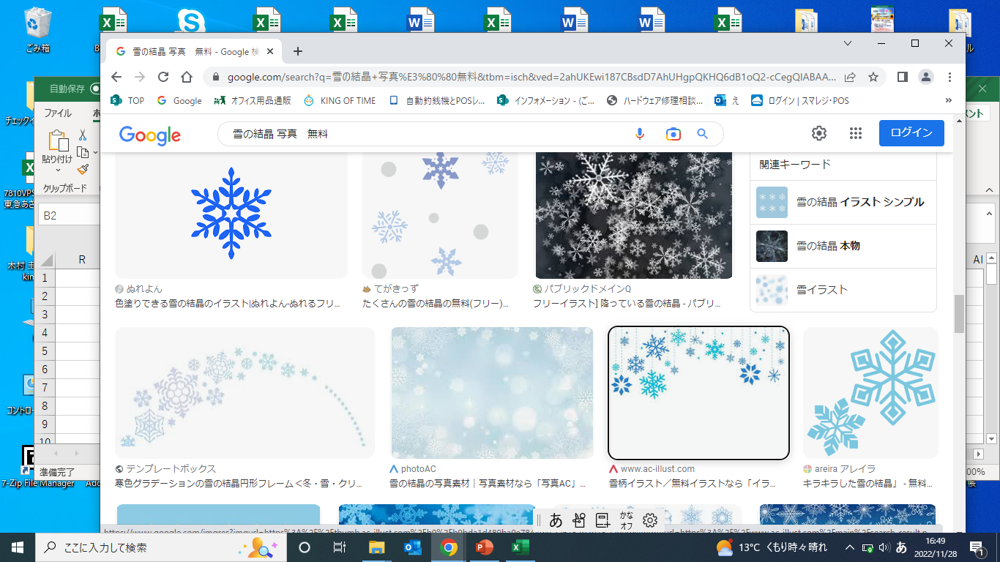 ごみ箱
雪の結晶 写真　無料 - Google 検
google.com/search?q=雪の結晶+写真%E3%80%80無料&tbm=isch&ved=2ahUKEwi187CBsdD7AhUHgpQKHQ6dB1oQ2-cCegQIABAA...
TOP
Google
オフィス用品通販
KING OF TIME
自動釣銭機とPOSレ...
インフォメーション - (ご...
ハードウェア修理相談...
え
ログイン | スマレジ・POS
»
自動保存
ファイル
ホ
貼り付け
クリップボード
B2
R
AI
1
2
3
4
5
6
7
8
9
10
準備完了
00%
チェックイ
7810VPS
東急あさ
木村 圭
kin
コントロー
7-Zip File Manager
Ado
ル
ント
帳
Google
雪の結晶 写真　無料
ログイン
関連キーワード
雪の結晶 イラスト シンプル
雪の結晶 本物
雪イラスト
ぬれよん
色塗りできる雪の結晶のイラスト|ぬれよん-ぬれるフリ...
てがきっず
たくさんの雪の結晶の無料(フリー)...
パブリックドメインQ
フリーイラスト] 降っている雪の結晶 - パブリ...
テンプレートボックス
寒色グラデーションの雪の結晶円形フレーム＜冬・雪・クリ...
photoAC
雪の結晶の写真素材｜写真素材なら「写真AC」...
www.ac-illust.com
雪柄イラスト／無料イラストなら「イラ...
areira アレイラ
キラキラした雪の結晶」 - 無料...
あ
かな
オフ
ここに入力して検索
13°C くもり時々晴れ
あ
16:49
2022/11/28
1